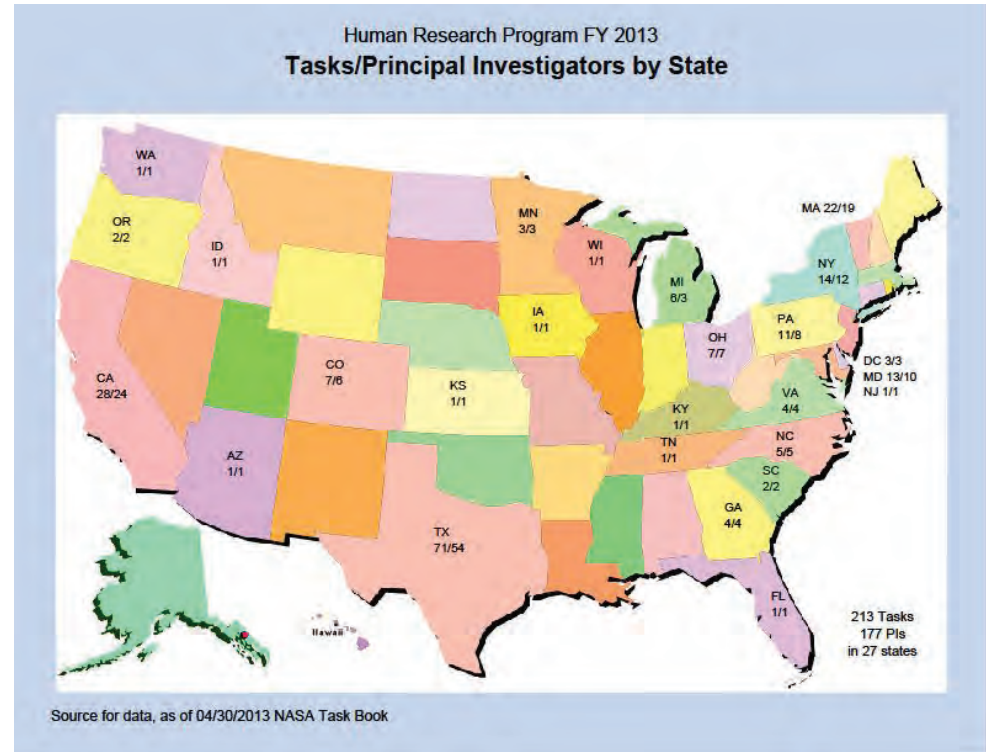 Human Research Program FY 2013
Tasks/Principal Investigators by State
WA
1/1
OR
2/2
ID
1/1
MN
3/3
WI
1/1
MI
6/3
MA 22/19
NY
14/12
IA
1/1
PA
11/8
OH
7/7
CA
28/24
CO
7/6
KS
1/1
DC 3/3
MD 13/10
NJ 1/1
VA
4/4
KY
1/1
TN
1/1
NC
5/5
SC
2/2
AZ
1/1
GA
4/4
TX
71/54
FL
1/1
Hawaii
213 Tasks
177 PIs
in 27 states
Source for data, as of 04/30/2013 NASA Task Book